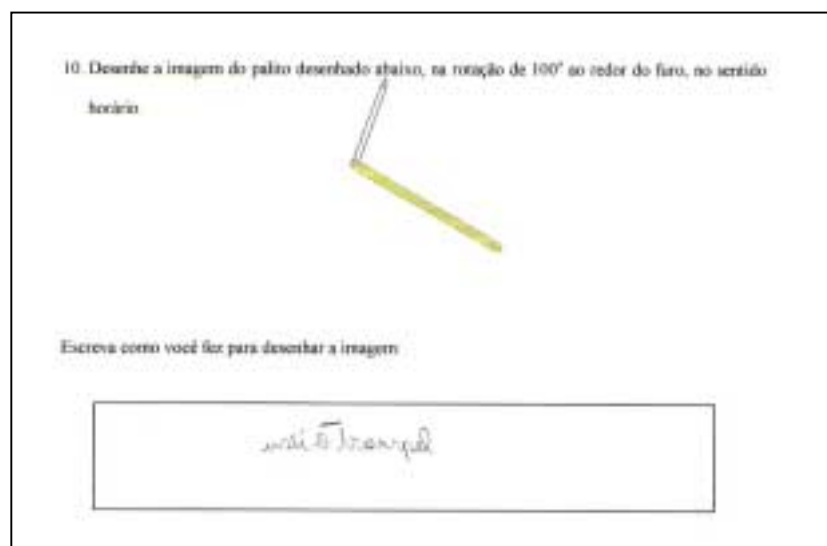 10. Desenhe a imagem do palito desenhado abaixo, na rotação de 100° ao redor do furo, no sentido
horário
Escreva como você fez para desenhar a imagem